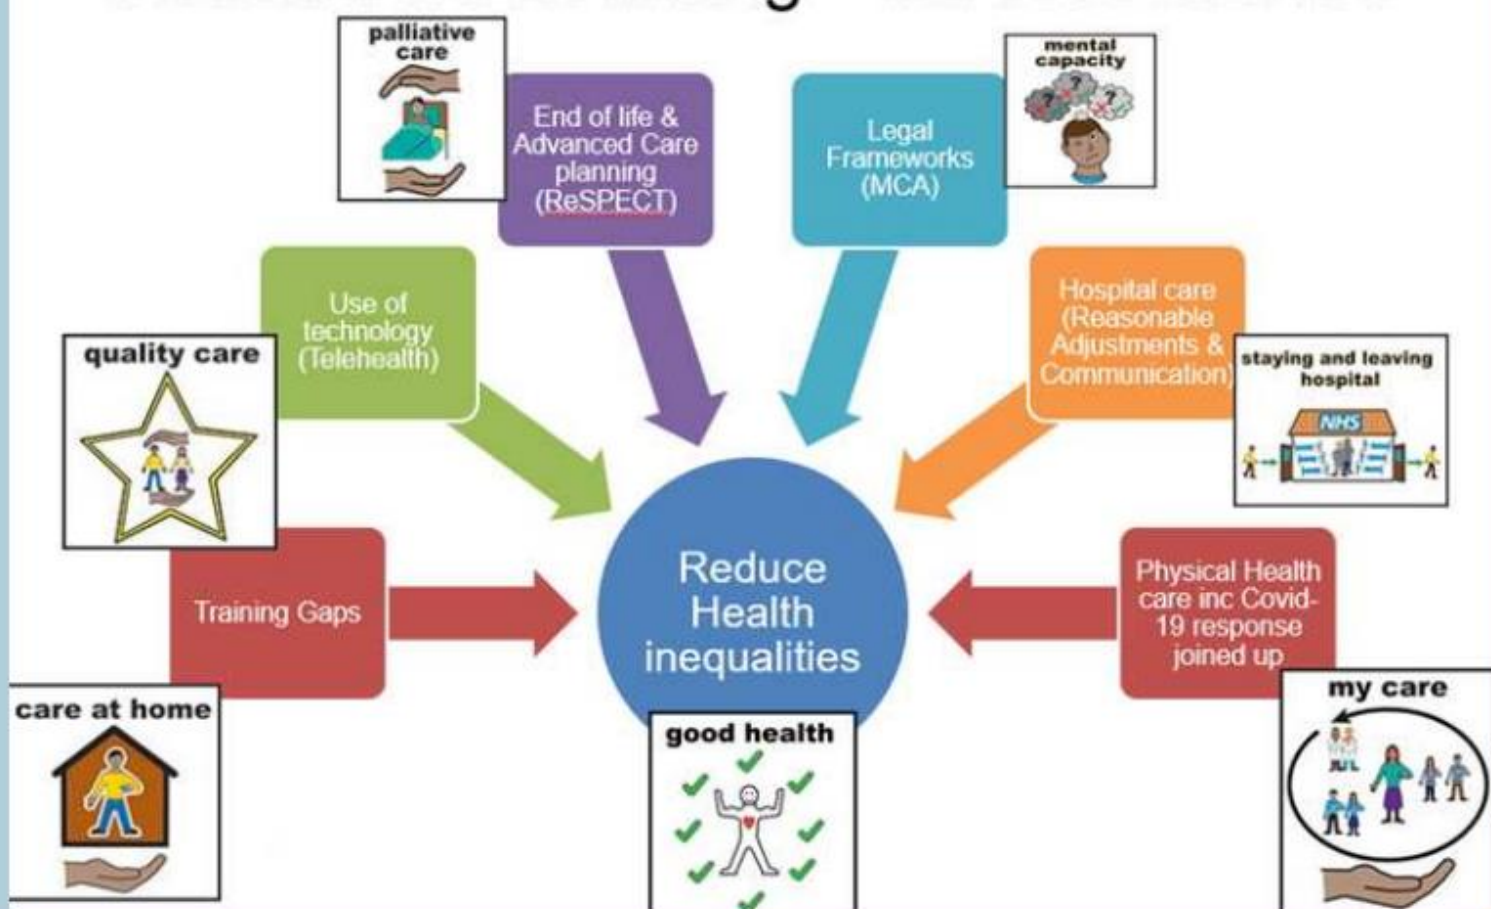 palliative
care
End of life &
Advanced Care
planning
(ReSPECT)
Legal
Frameworks
(MCA)
mental
capacity
Use of
technology
(Telehealth)
Hospital care
(Reasonable
Adjustments &
Communication)
quality care
staying and leaving
hospital
NHS
Training Gaps
Reduce
Health
inequalities
Physical Health
care inc Covid-
19 response
joined up
care at home
good health
my care